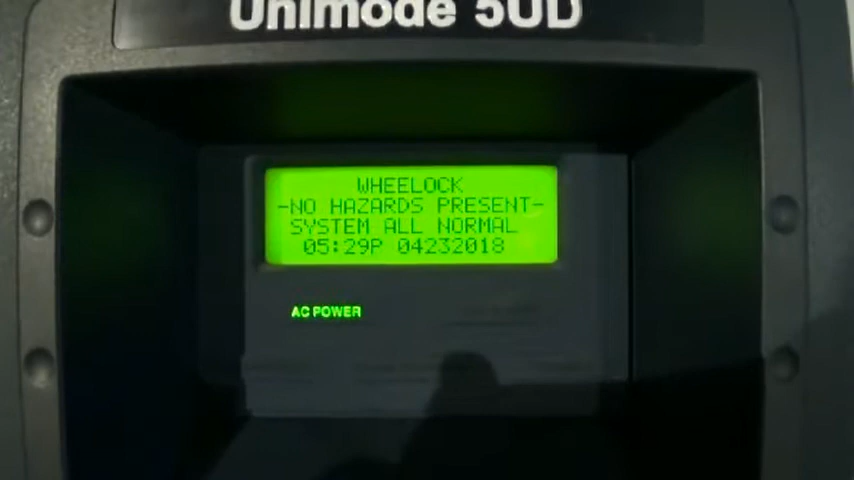 Unimode 5UD
WHEELOCK
-NO HAZARDS PRESENT-
SYSTEM ALL NORMAL
05:29P 04232018
AC POWER